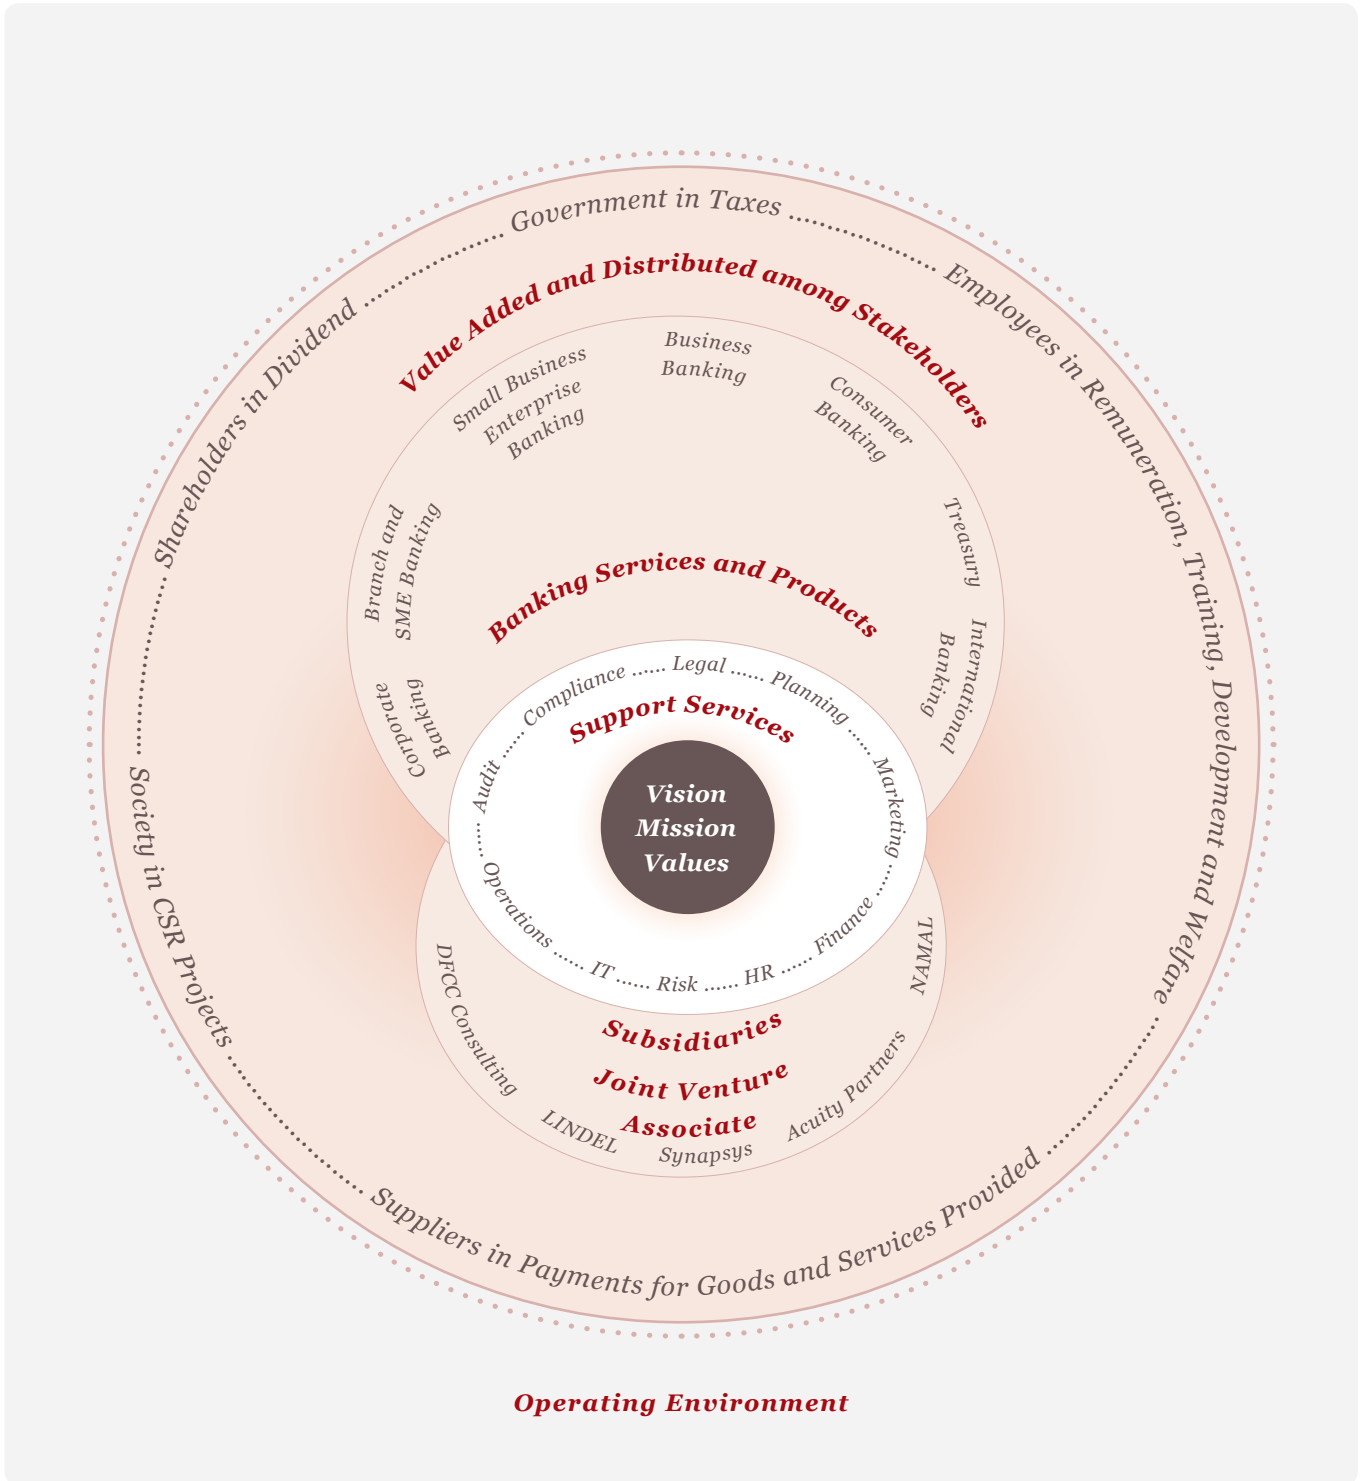 Government in Taxes
Employees in Remuneration, Training, Development and Welfare
Suppliers in Payments for Goods and Services Provided
Society in CSR Projects
Shareholders in Dividend
Value Added and Distributed among Stakeholders
Corporate
Banking
Branch and
SME Banking
Small Business
Enterprise
Banking
Business
Banking
Consumer
Banking
Treasury
International
Banking
Banking Services and Products
Compliance ...... Legal ...... Planning ...... Marketing ...... Finance ...... HR ...... Risk ...... IT ...... Operations ...... Audit ......
Support Services
Vision
Mission
Values
Subsidiaries
Joint Venture
Associate
DFCC Consulting
LINDEL
Synapsys
Acuity Partners
NAMAL
Operating Environment